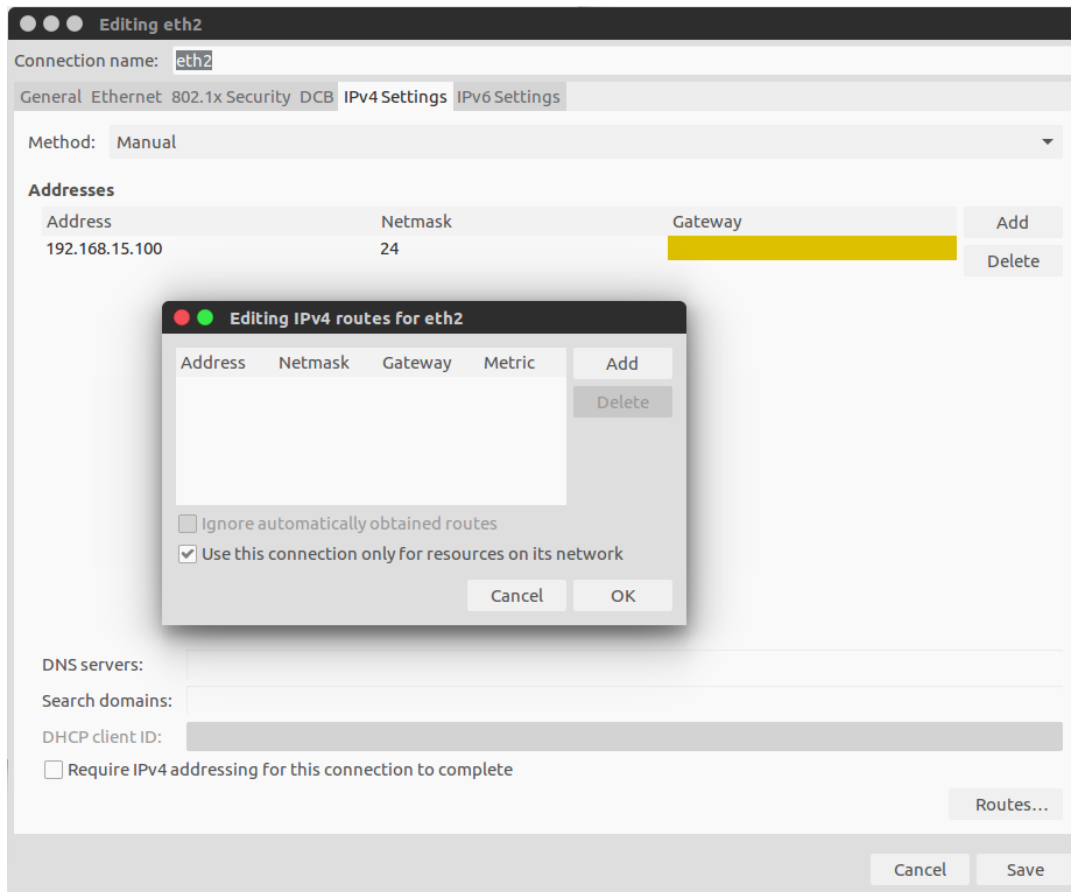 Editing eth2
Connection name: eth2
General Ethernet 802.1x Security DCB IPv4 Settings IPv6 Settings
Method: Manual
Addresses
Address Netmask Gateway Add
192.168.15.100 24
Delete
Editing IPv4 routes for eth2
Address Netmask Gateway Metric Add
Delete
Ignore automatically obtained routes
Use this connection only for resources on its network
Cancel OK
DNS servers:
Search domains:
DHCP client ID:
Require IPv4 addressing for this connection to complete
Routes...
Cancel Save